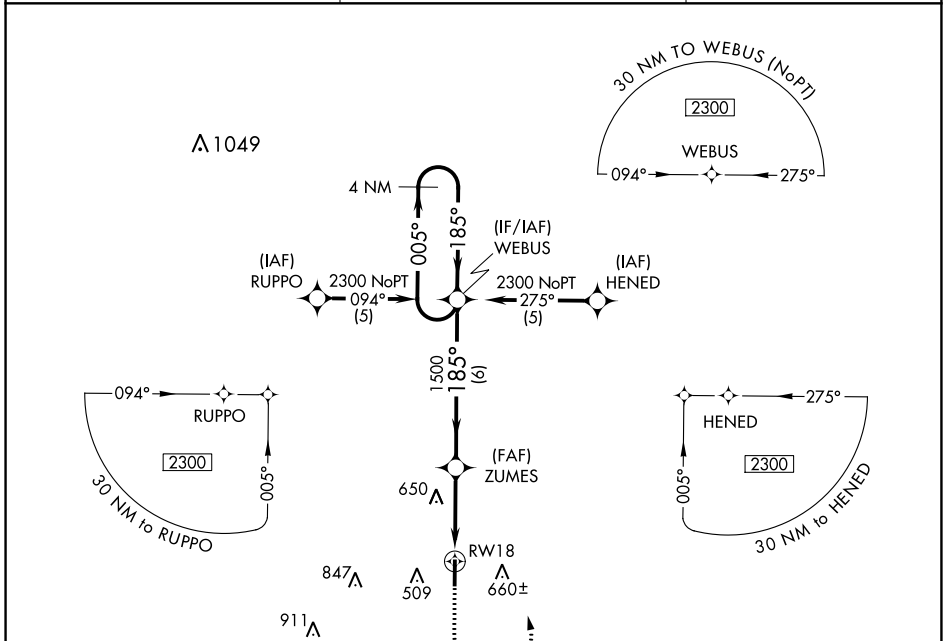 30 NM TO WEBUS (NoPT)
2300
WEBUS
094°
275°
1049
4 NM
005°
185°
(IF/IAF)
WEBUS
(IAF)
RUPPO
2300 NoPT
094°
(5)
2300 NoPT
275°
(5)
(IAF)
HENED
1500
185°
(6)
094°
RUPPO
2300
005°
30 NM to RUPPO
275°
HENED
2300
005°
30 NM to HENED
(FAF)
ZUMES
650
RW18
847
509
660±
911